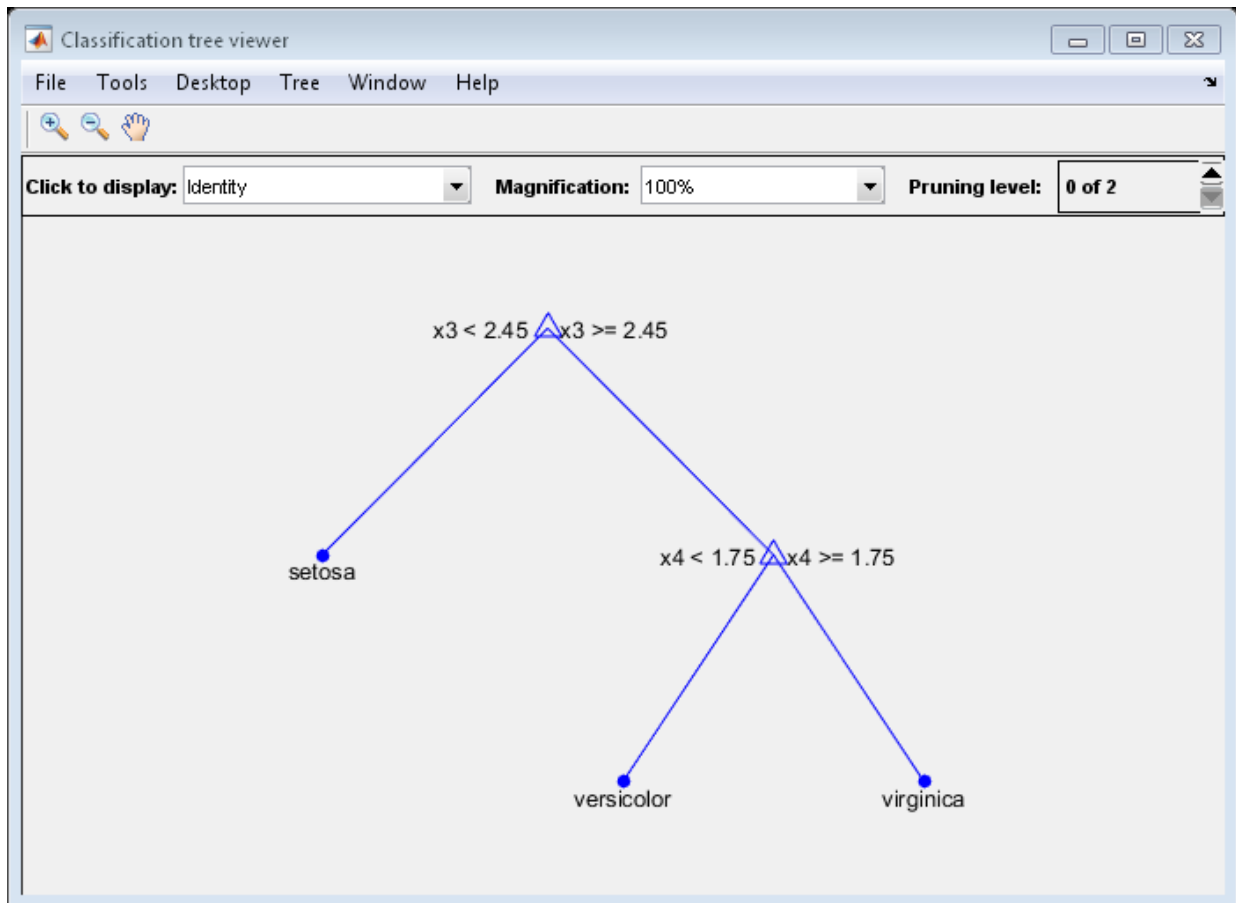 Classification tree viewer
File Tools Desktop Tree Window Help
Click to display: Identity Magnification: 100% Pruning level: 0 of 2
x3 < 2.45 x3 >= 2.45
setosa
x4 < 1.75 x4 >= 1.75
versicolor virginica